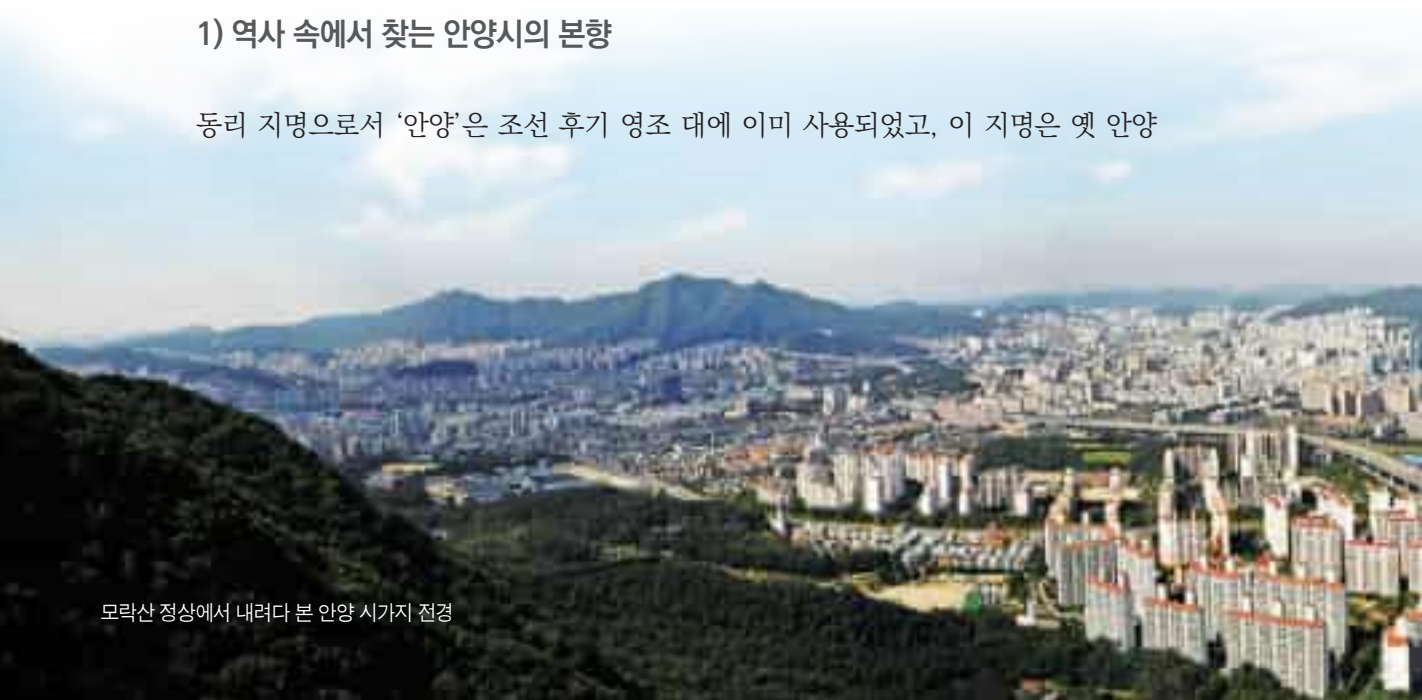 1) 역사 속에서 찾는 안양시의 본향
동리 지명으로서 ‘안양’은 조선 후기 영조 대에 이미 사용되었고, 이 지명은 옛 안양
모락산 정상에서 내려다 본 안양 시가지 전경